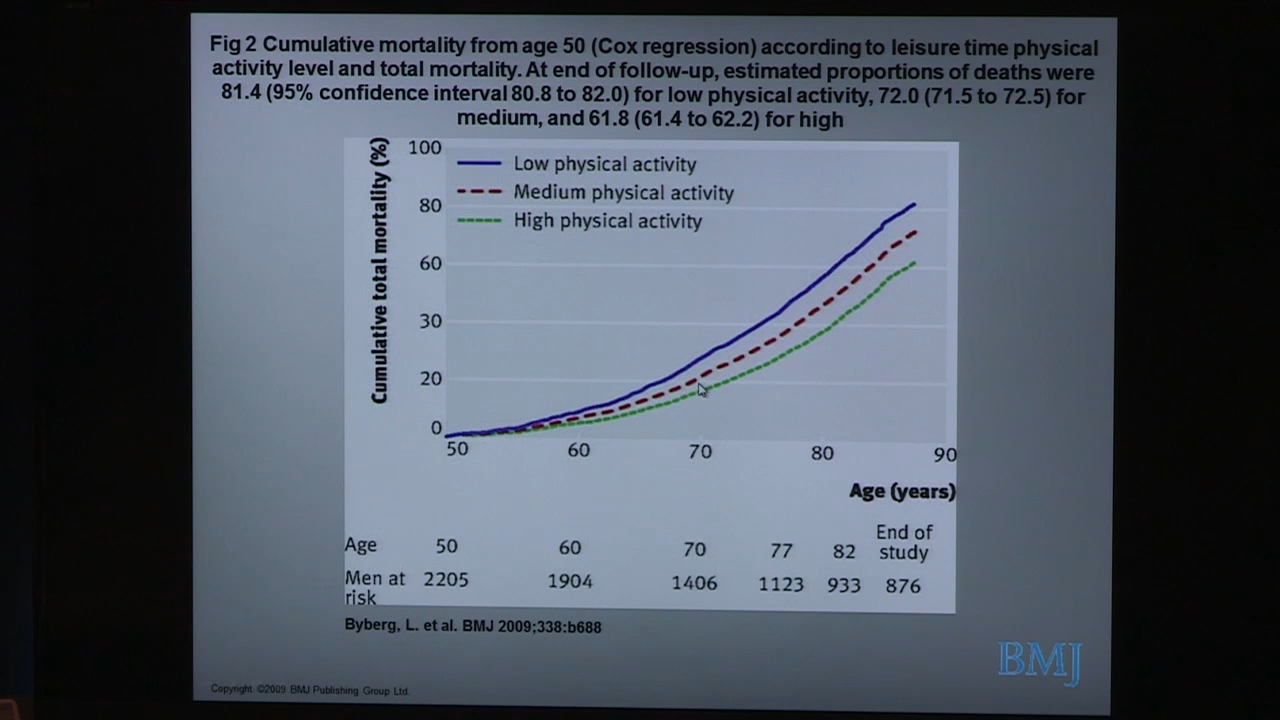 Fig 2 Cumulative mortality from age 50 (Cox regression) according to leisure time physical
activity level and total mortality. At end of follow-up, estimated proportions of deaths were
81.4 (95% confidence interval 80.8 to 82.0) for low physical activity, 72.0 (71.5 to 72.5) for
medium, and 61.8 (61.4 to 62.2) for high
Cumulative total mortality (%)
100
80
60
30
20
0
Low physical activity
Medium physical activity
High physical activity
50 60 70 80 90
Age (years)
Age 50 60 70 77 82 End of study
Men at risk 2205 1904 1406 1123 933 876
Byberg, L. et al. BMJ 2009;338:b688
BMJ
Copyright ©2009 BMJ Publishing Group Ltd.